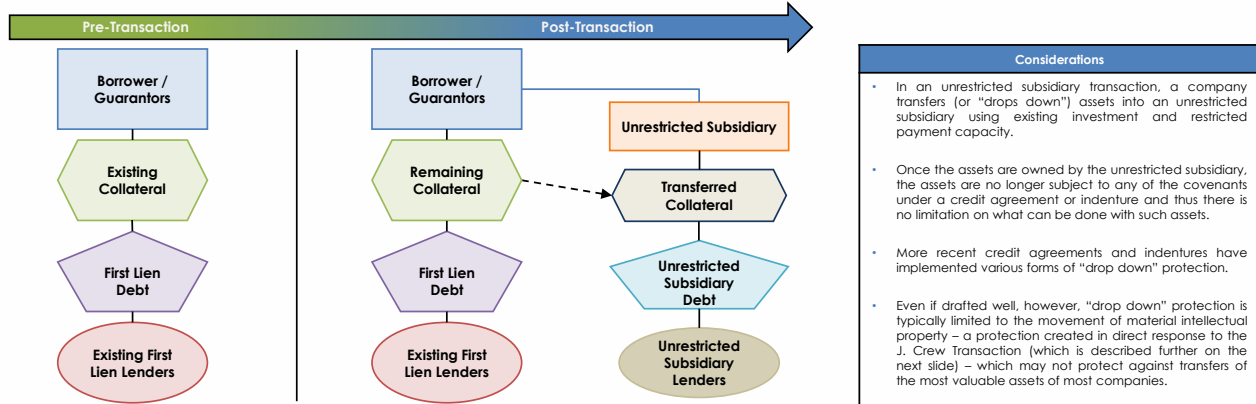 Pre-Transaction
Post-Transaction
Borrower /
Guarantors
Existing
Collateral
First Lien
Debt
Existing First
Lien Lenders
Borrower /
Guarantors
Remaining
Collateral
First Lien
Debt
Existing First
Lien Lenders
Unrestricted Subsidiary
Transferred
Collateral
Unrestricted
Subsidiary
Debt
Unrestricted
Subsidiary
Lenders
Considerations
• In an unrestricted subsidiary transaction, a company
transfers (or “drops down”) assets into an unrestricted
subsidiary using existing investment and restricted
payment capacity.
• Once the assets are owned by the unrestricted subsidiary,
the assets are no longer subject to any of the covenants
under a credit agreement or indenture and thus there is
no limitation on what can be done with such assets.
• More recent credit agreements and indentures have
implemented various forms of “drop down” protection.
• Even if drafted well, however, “drop down” protection is
typically limited to the movement of material intellectual
property – a protection created in direct response to the
J. Crew Transaction (which is described further on the
next slide) – which may not protect against transfers of
the most valuable assets of most companies.